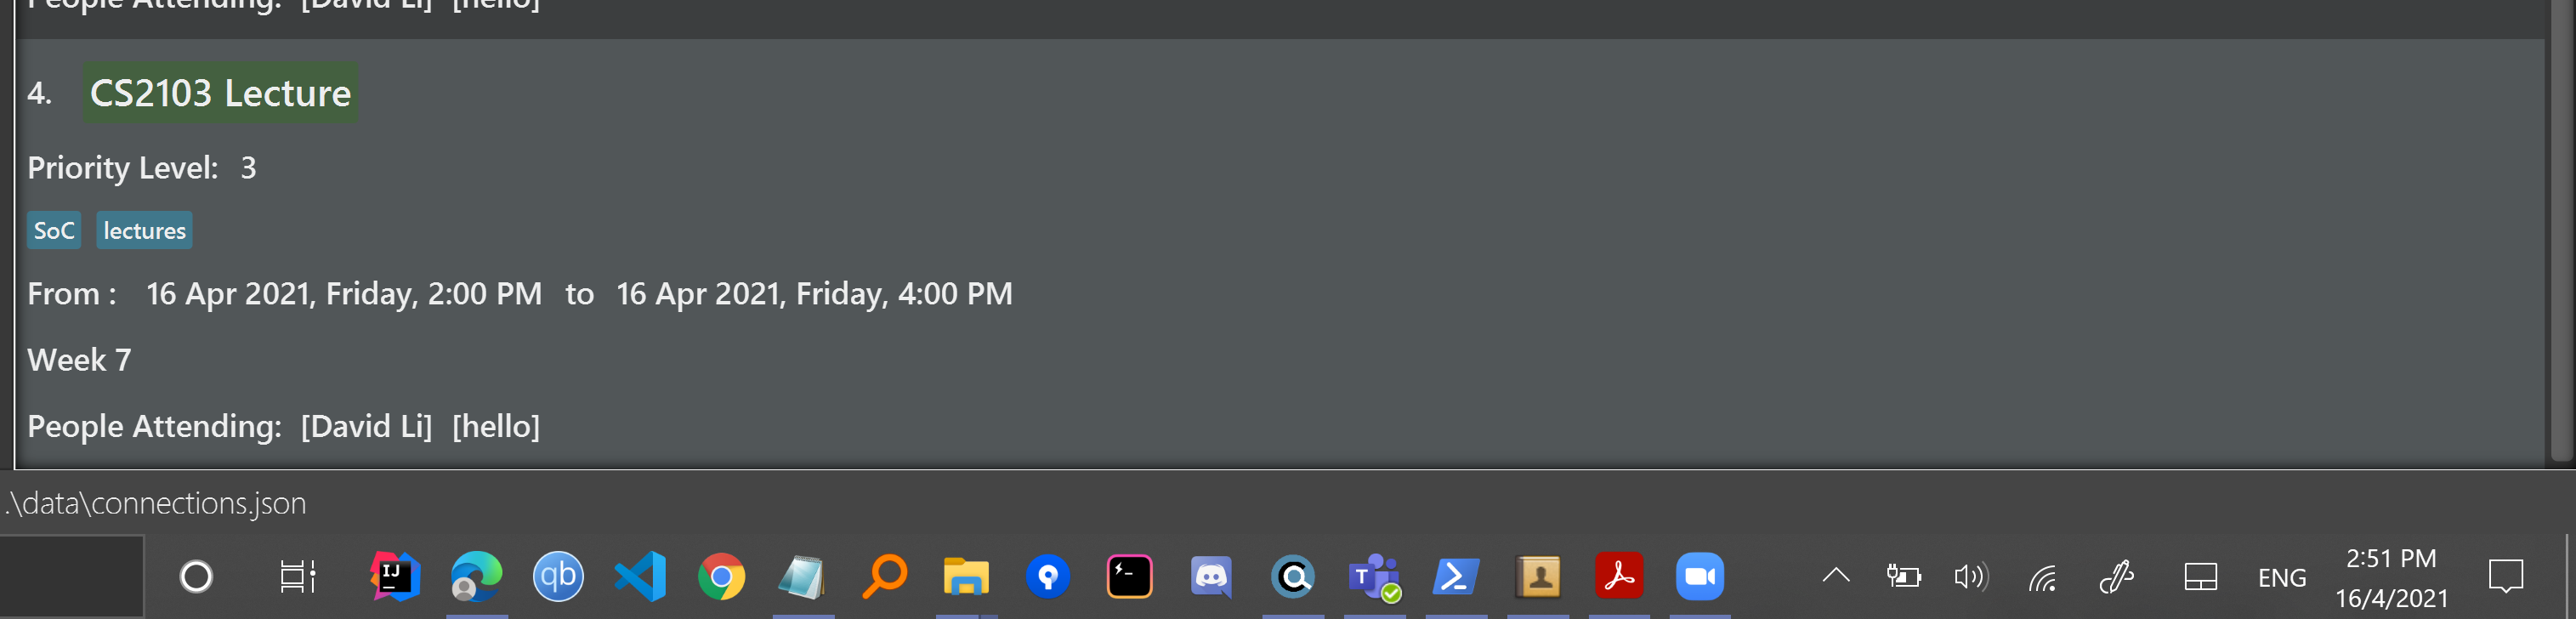 People Attending: [David Li] [hello]
4. CS2103 Lecture
Priority Level: 3
SoC lectures
From : 16 Apr 2021, Friday, 2:00 PM to 16 Apr 2021, Friday, 4:00 PM
Week 7
People Attending: [David Li] [hello]
.\data\connections.json
IJ qb T ENG 2:51 PM
16/4/2021